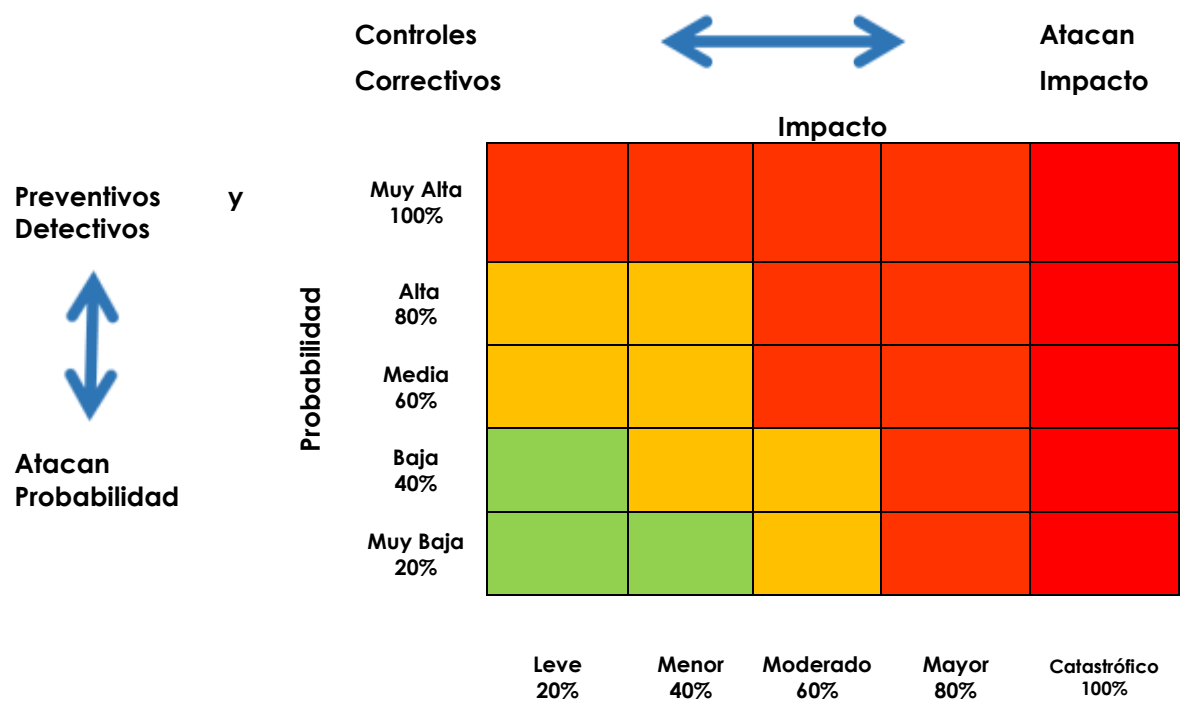 Controles
Correctivos
Atacan
Impacto
Impacto
Preventivos y
Detectivos
Atacan
Probabilidad
Probabilidad
Muy Alta
100%
Alta
80%
Media
60%
Baja
40%
Muy Baja
20%
Leve
20%
Menor
40%
Moderado
60%
Mayor
80%
Catastrófico
100%